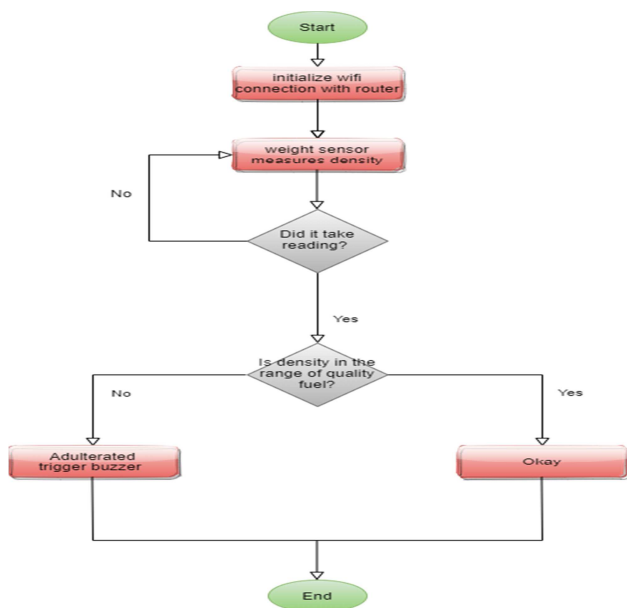 Start
initialize wifi
connection with router
weight sensor
measures density
No
Did it take
reading?
Yes
Is density in the
range of quality
fuel?
No
Yes
Adulterated
trigger buzzer
Okay
End